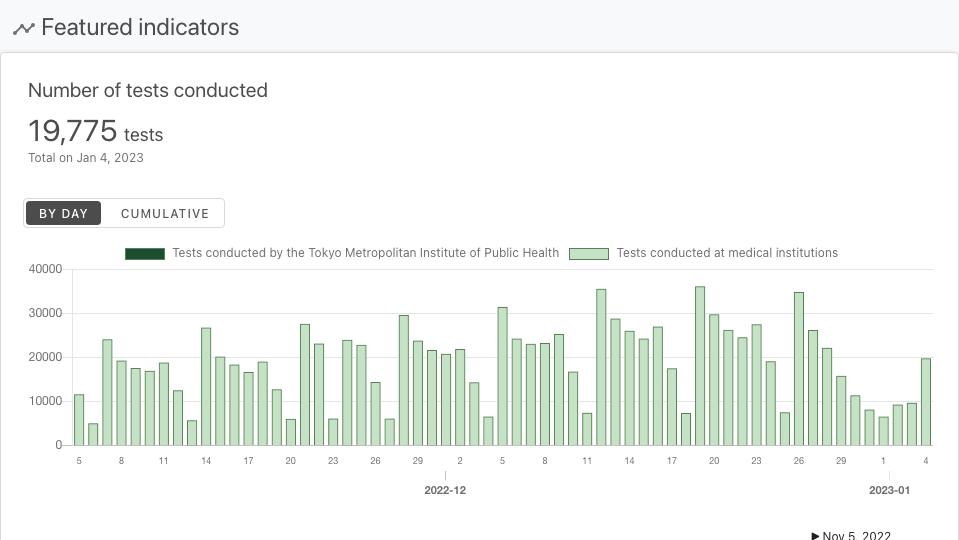 Featured indicators
Number of tests conducted
19,775 tests
Total on Jan 4, 2023
BY DAY CUMULATIVE
Tests conducted by the Tokyo Metropolitan Institute of Public Health Tests conducted at medical institutions
40000
30000
20000
10000
0
5 8 11 14 17 20 23 26 29 2 5 8 11 14 17 20 23 26 29 1 4
2022-12 2023-01
Nov 5, 2022